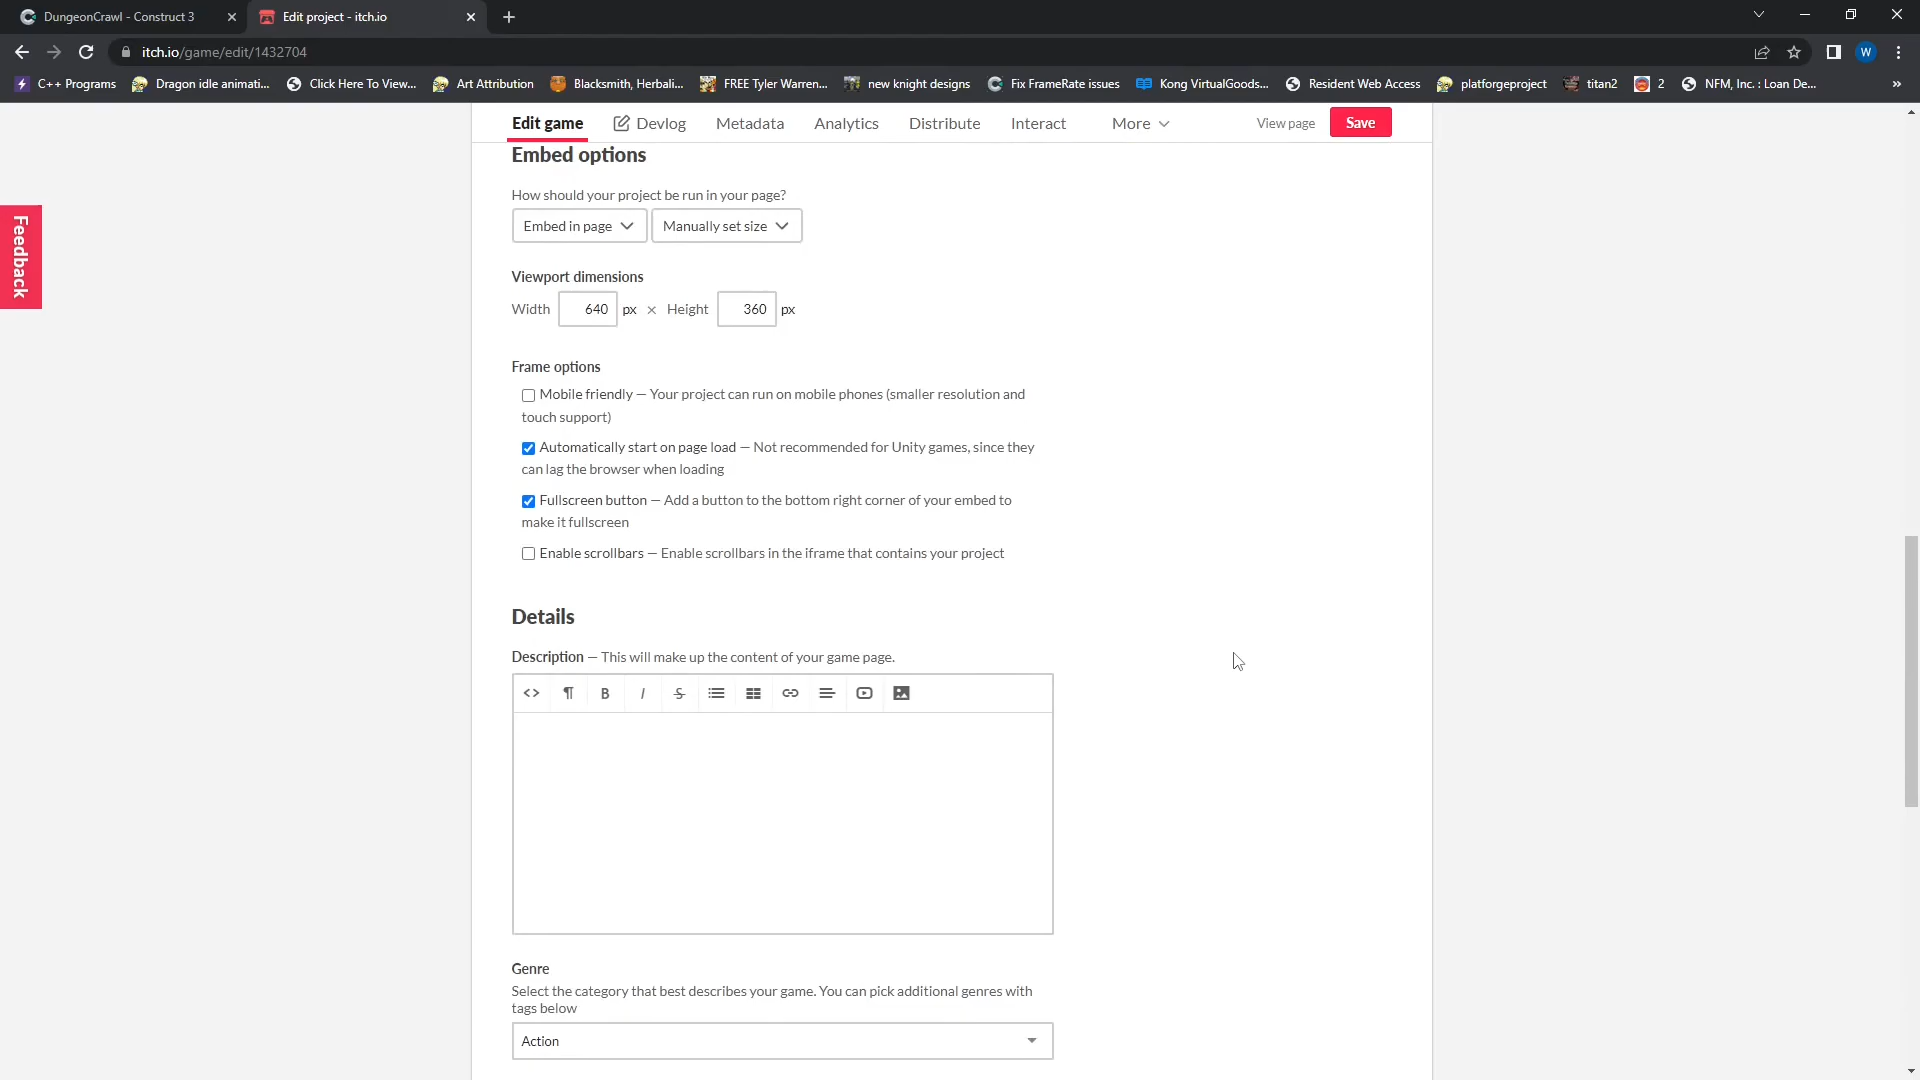 DungeonCrawl - Construct 3
Edit project - itch.io
itch.io/game/edit/1432704
W
C++ Programs
Dragon idle animati...
Click Here To View...
Art Attribution
Blacksmith, Herbali...
FREE Tyler Warren...
new knight designs
Fix FrameRate issues
Kong VirtualGoods...
Resident Web Access
platforgeproject
titan2
2
NFM, Inc. : Loan De...
»
Edit game
Devlog
Metadata
Analytics
Distribute
Interact
More
View page
Save
Feedback
Embed options
How should your project be run in your page?
Embed in page
Manually set size
Viewport dimensions
Width 640 px × Height 360 px
Frame options
Mobile friendly — Your project can run on mobile phones (smaller resolution and
touch support)
Automatically start on page load — Not recommended for Unity games, since they
can lag the browser when loading
Fullscreen button — Add a button to the bottom right corner of your embed to
make it fullscreen
Enable scrollbars — Enable scrollbars in the iframe that contains your project
Details
Description — This will make up the content of your game page.
<> ¶ B I S
Genre
Select the category that best describes your game. You can pick additional genres with
tags below
Action